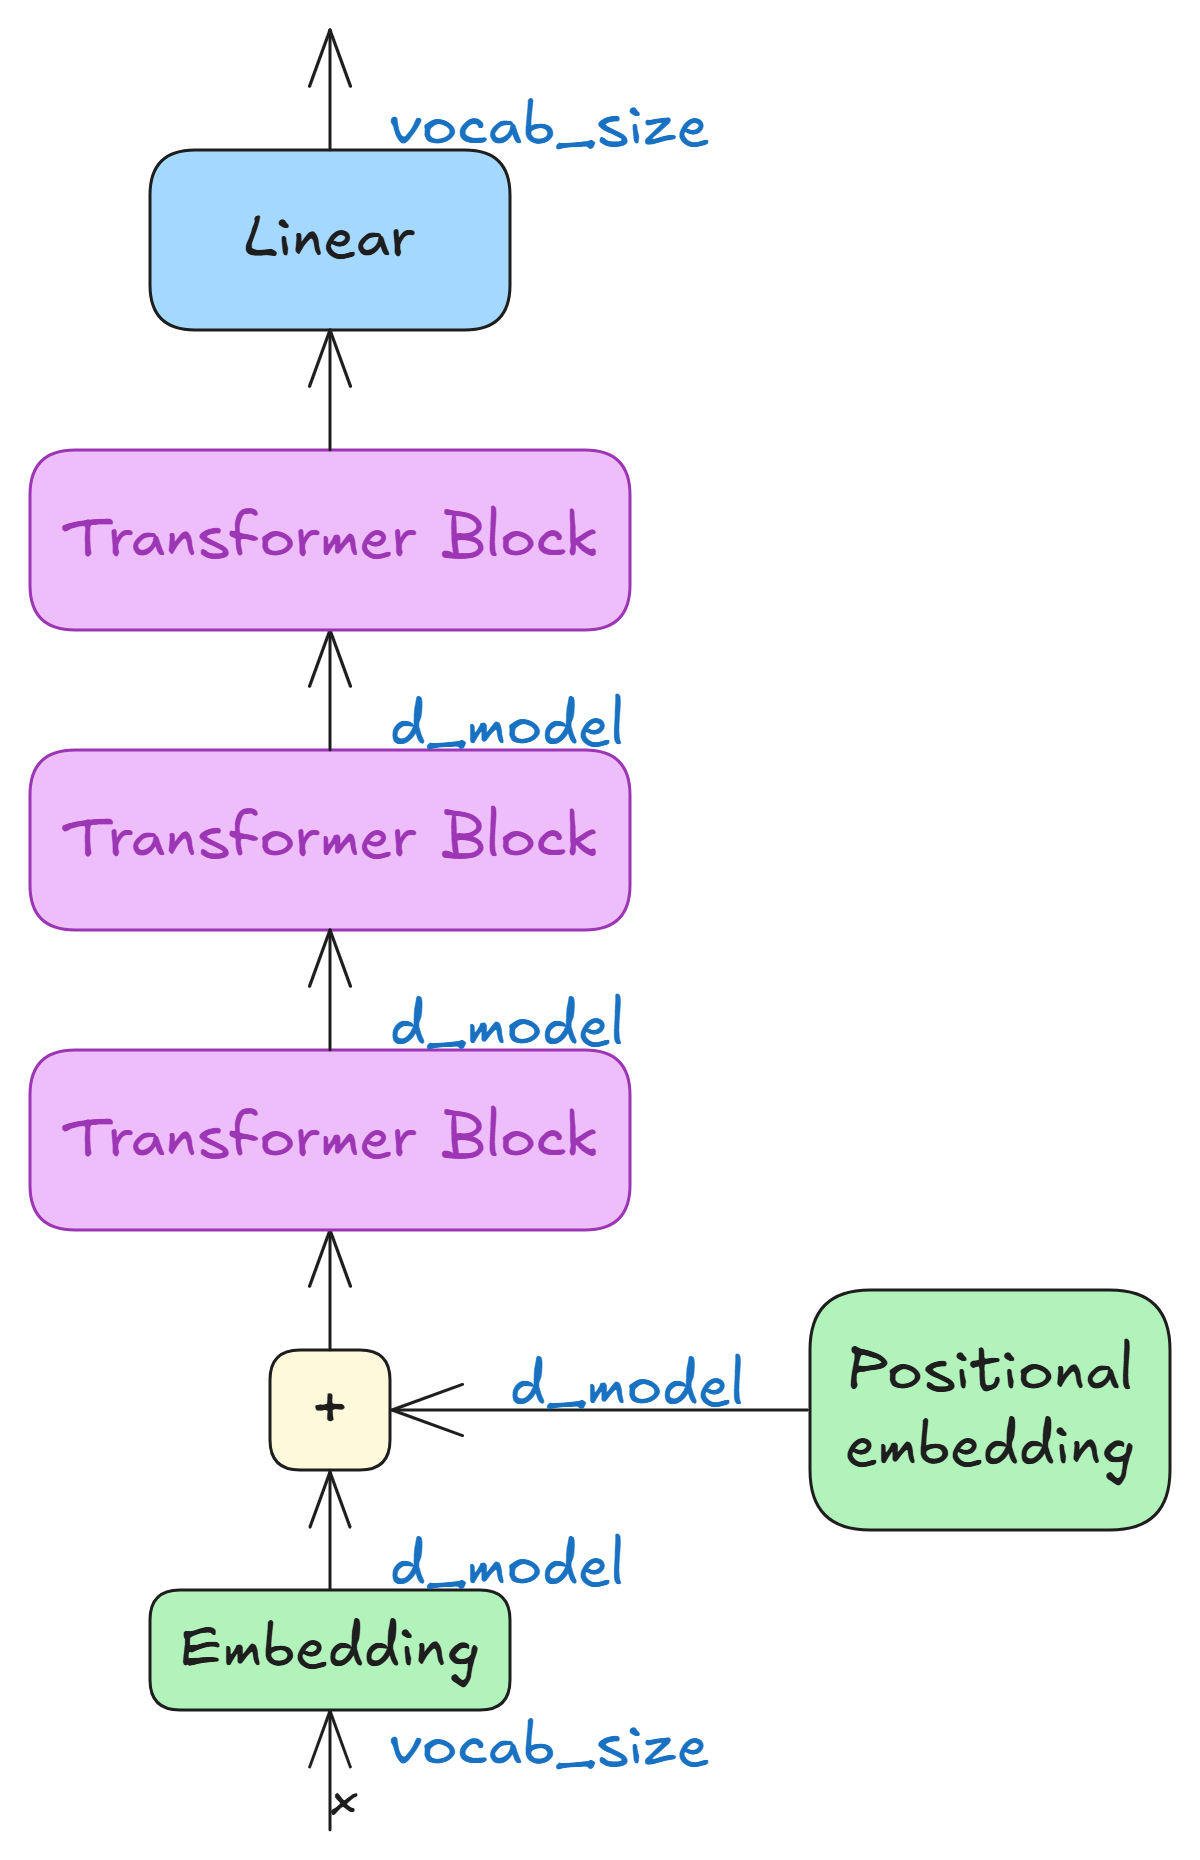 vocab_size
Linear
Transformer Block
d_model
Transformer Block
d_model
Transformer Block
Positional
embedding
d_model
+
d_model
Embedding
vocab_size
x